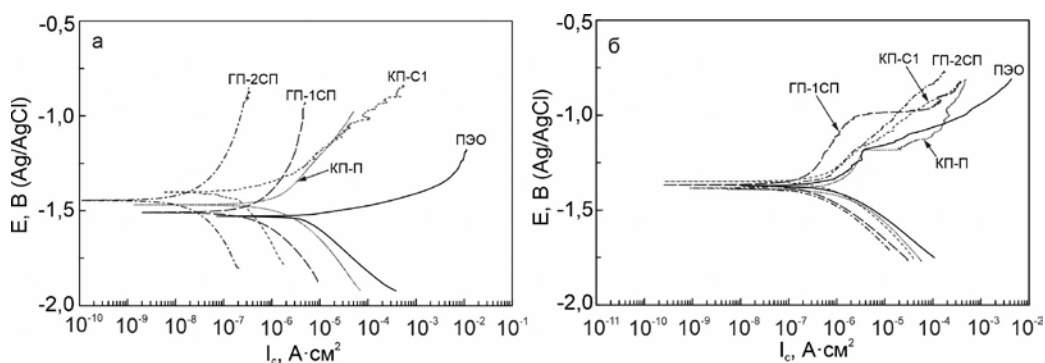 а
E, В (Ag/AgCl)
-0,5
-1,0
-1,5
-2,0
ГП-2СП
ГП-1СП
КП-С1
ПЭО
КП-П
10⁻¹⁰ 10⁻⁹ 10⁻⁸ 10⁻⁷ 10⁻⁶ 10⁻⁵ 10⁻⁴ 10⁻³ 10⁻² 10⁻¹
I_c, А·см²
б
E, В (Ag/AgCl)
-0,5
-1,0
-1,5
-2,0
КП-С1
ГП-2СП
ПЭО
ГП-1СП
КП-П
10⁻¹¹ 10⁻¹⁰ 10⁻⁹ 10⁻⁸ 10⁻⁷ 10⁻⁶ 10⁻⁵ 10⁻⁴ 10⁻³ 10⁻²
I_c, А·см²